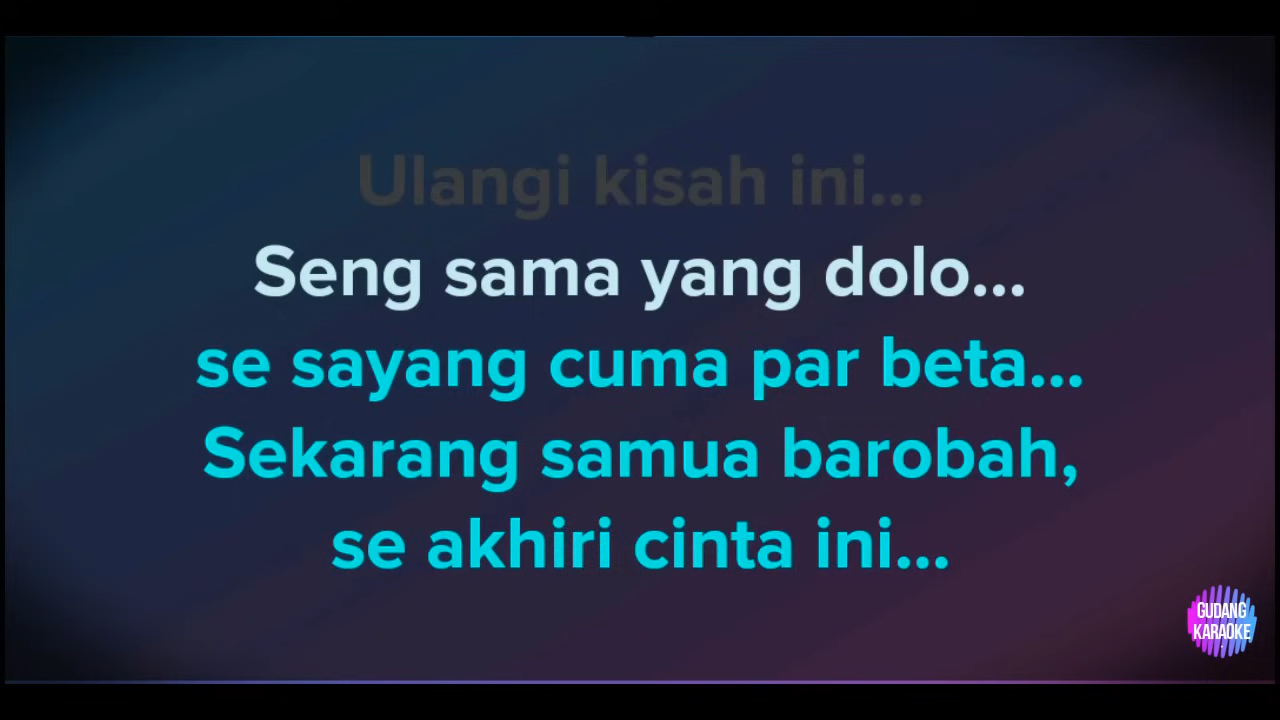 Ulangi kisah ini...
Seng sama yang dolo...
se sayang cuma par beta...
Sekarang samua barobah,
se akhiri cinta ini...
GUDANG
KARAOKE